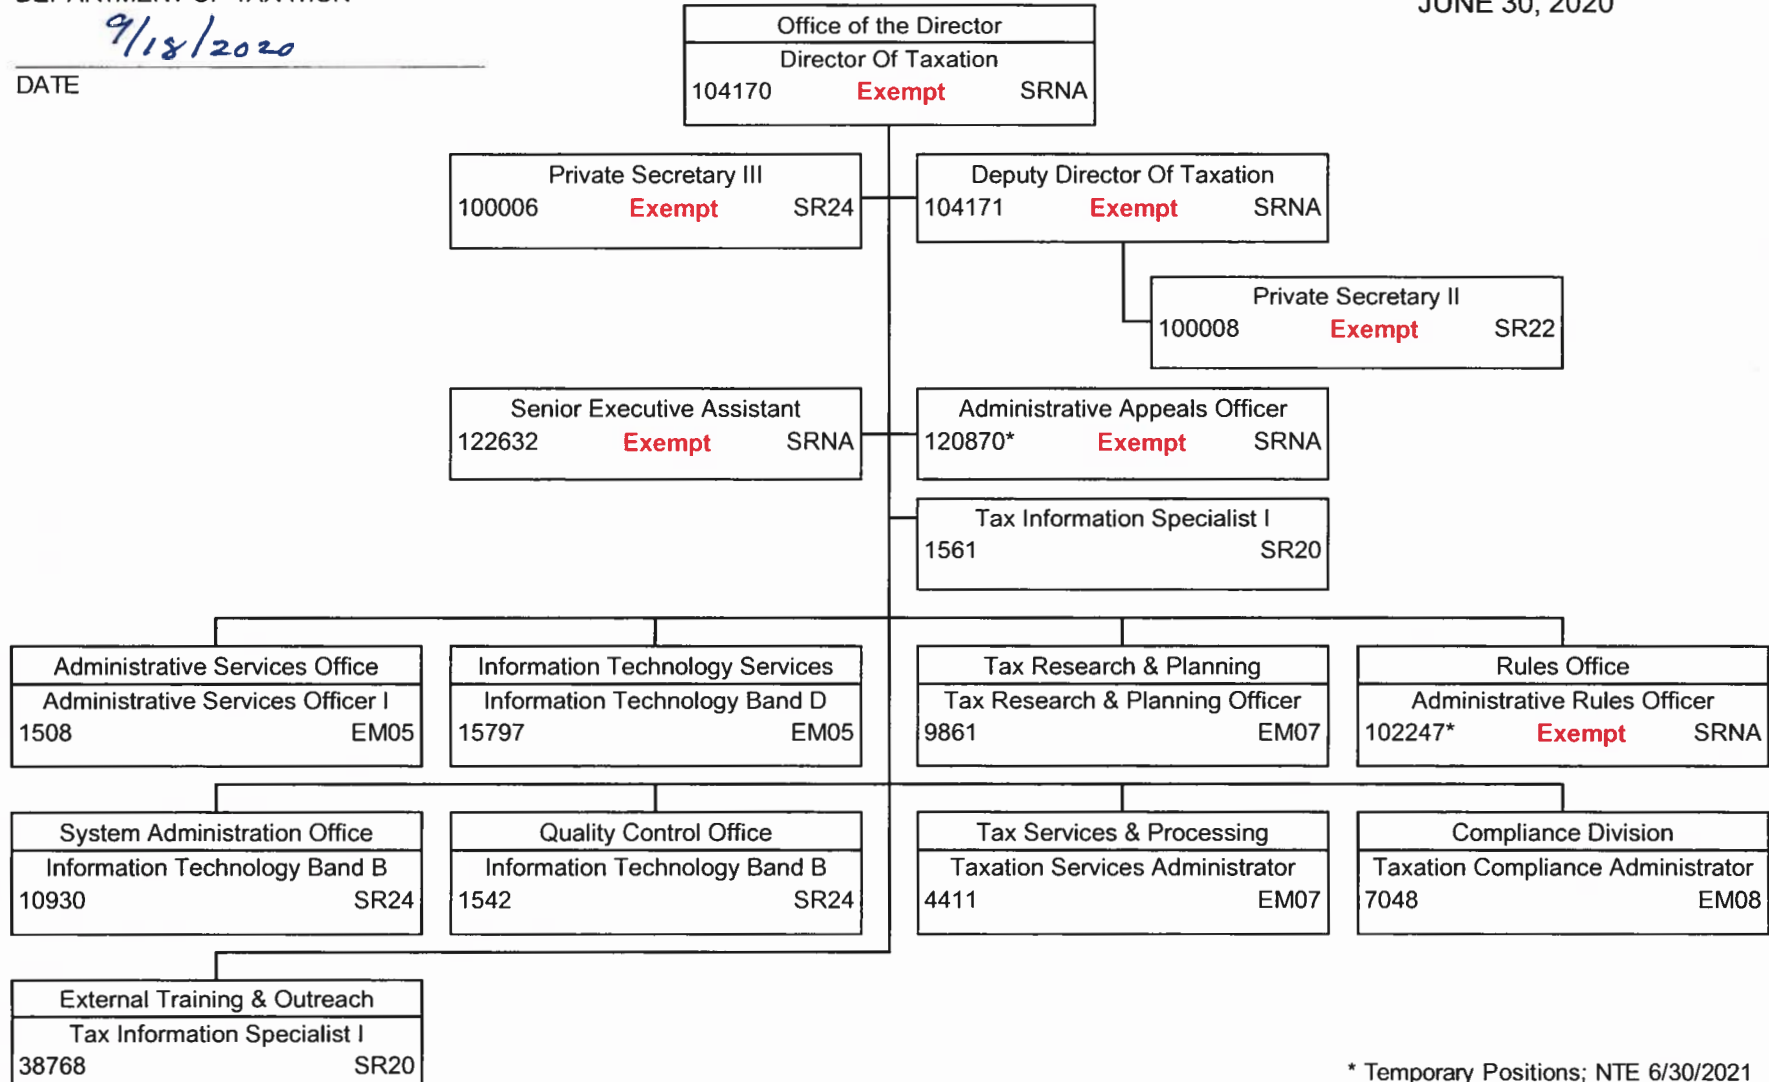 DEPARTMENT OF TAXATION
JUNE 30, 2020
9/18/2020
DATE
Office of the Director
Director Of Taxation
104170 Exempt SRNA
Private Secretary III
100006 Exempt SR24
Deputy Director Of Taxation
104171 Exempt SRNA
Private Secretary II
100008 Exempt SR22
Senior Executive Assistant
122632 Exempt SRNA
Administrative Appeals Officer
120870* Exempt SRNA
Tax Information Specialist I
1561 SR20
Administrative Services Office
Administrative Services Officer I
1508 EM05
Information Technology Services
Information Technology Band D
15797 EM05
Tax Research & Planning
Tax Research & Planning Officer
9861 EM07
Rules Office
Administrative Rules Officer
102247* Exempt SRNA
System Administration Office
Information Technology Band B
10930 SR24
Quality Control Office
Information Technology Band B
1542 SR24
Tax Services & Processing
Taxation Services Administrator
4411 EM07
Compliance Division
Taxation Compliance Administrator
7048 EM08
External Training & Outreach
Tax Information Specialist I
38768 SR20
* Temporary Positions; NTE 6/30/2021